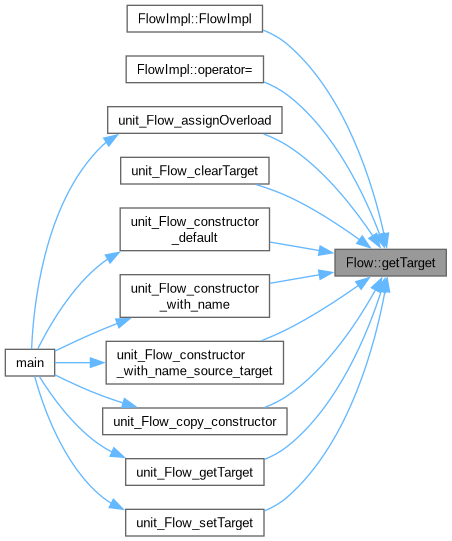 FlowImpl::FlowImpl
FlowImpl::operator=
unit_Flow_assignOverload
unit_Flow_clearTarget
unit_Flow_constructor
_default
Flow::getTarget
unit_Flow_constructor
_with_name
main
unit_Flow_constructor
_with_name_source_target
unit_Flow_copy_constructor
unit_Flow_getTarget
unit_Flow_setTarget